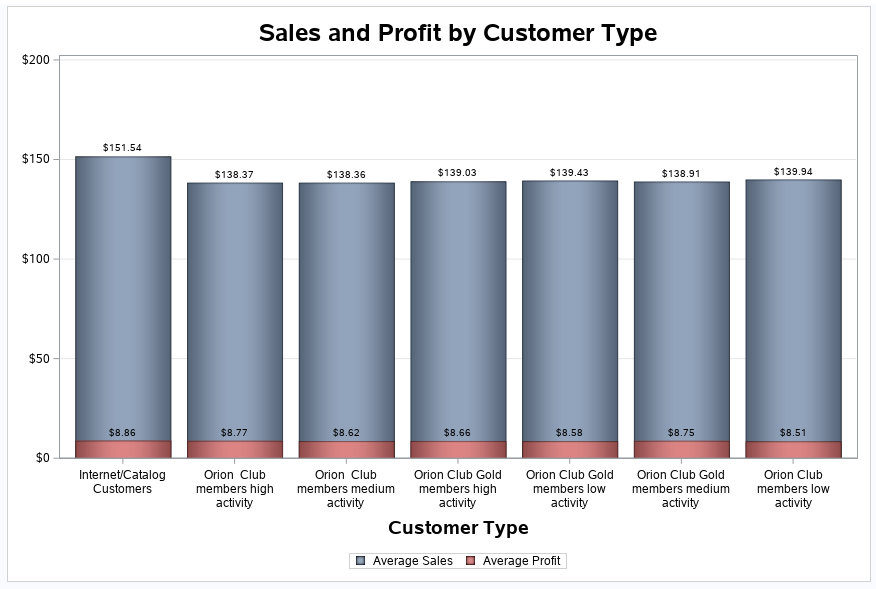 Sales and Profit by Customer Type
$200
$150
$100
$50
$0
$151.54
$138.37
$138.36
$139.03
$139.43
$138.91
$139.94
$8.86
$8.77
$8.62
$8.66
$8.58
$8.75
$8.51
Internet/Catalog
Customers
Orion  Club
members high
activity
Orion  Club
members medium
activity
Orion Club Gold
members high
activity
Orion Club Gold
members low
activity
Orion Club Gold
members medium
activity
Orion Club
members low
activity
Customer Type
Average Sales
Average Profit